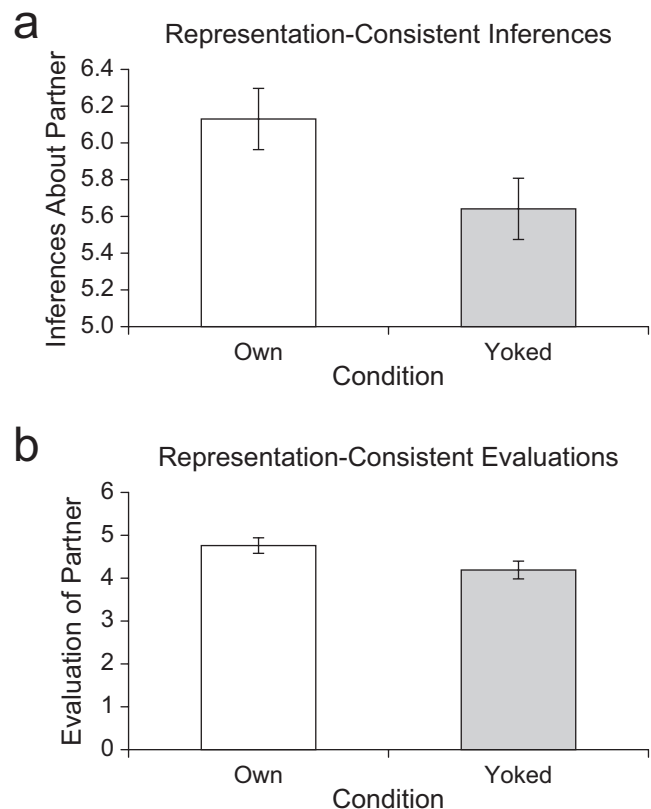 a
Representation-Consistent Inferences
Inferences About Partner
6.4
6.2
6.0
5.8
5.6
5.4
5.2
5.0
Own
Yoked
Condition
b
Representation-Consistent Evaluations
Evaluation of Partner
6
5
4
3
2
1
0
Own
Yoked
Condition